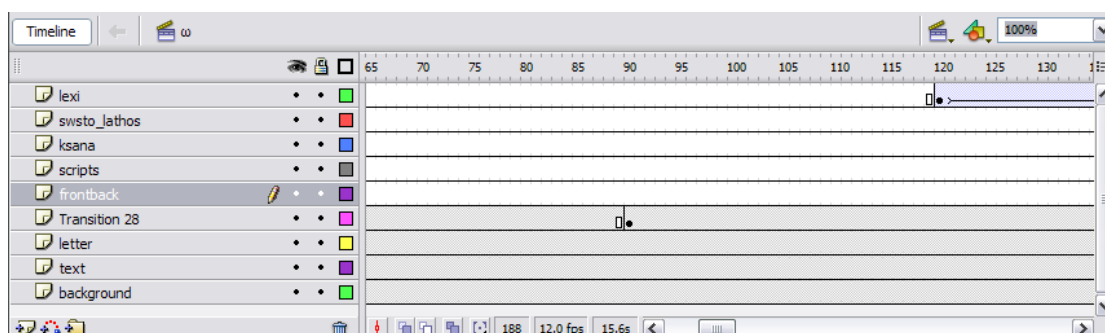 Timeline ω 100%
65 70 75 80 85 90 95 100 105 110 115 120 125 130
lexi
swsto_lathos
ksana
scripts
frontback
Transition 28
letter
text
background
188 12.0 fps 15.6s